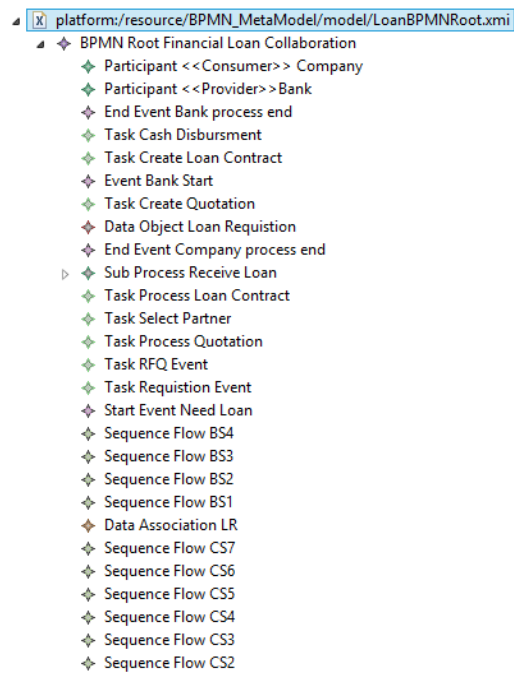 platform:/resource/BPMN_MetaModel/model/LoanBPMNRoot.xmi
BPMN Root Financial Loan Collaboration
Participant <<Consumer>> Company
Participant <<Provider>>Bank
End Event Bank process end
Task Cash Disbursment
Task Create Loan Contract
Event Bank Start
Task Create Quotation
Data Object Loan Requistion
End Event Company process end
Sub Process Receive Loan
Task Process Loan Contract
Task Select Partner
Task Process Quotation
Task RFQ Event
Task Requistion Event
Start Event Need Loan
Sequence Flow BS4
Sequence Flow BS3
Sequence Flow BS2
Sequence Flow BS1
Data Association LR
Sequence Flow CS7
Sequence Flow CS6
Sequence Flow CS5
Sequence Flow CS4
Sequence Flow CS3
Sequence Flow CS2